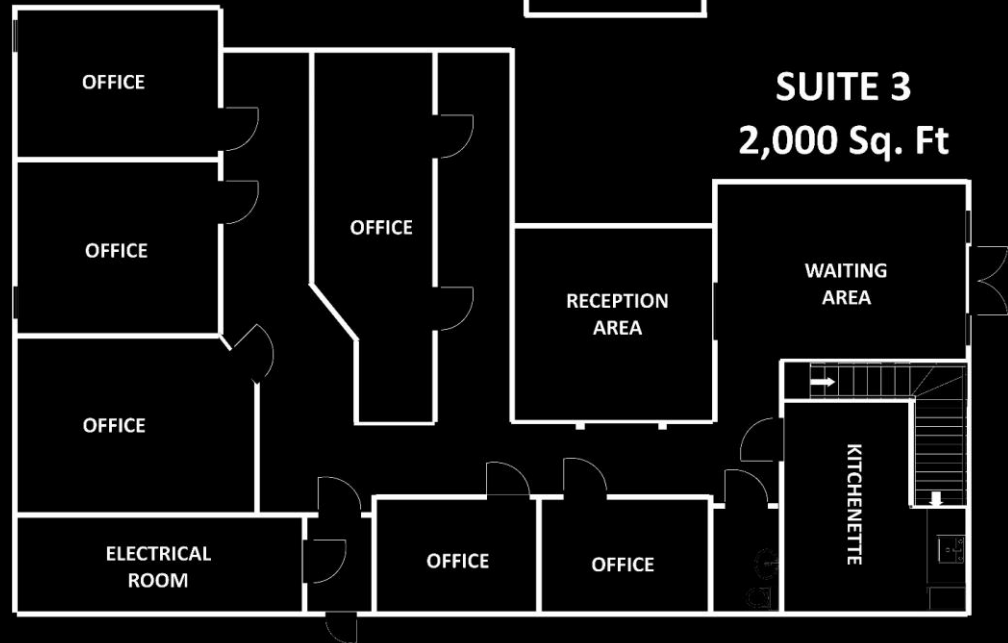 OFFICE
SUITE 3
2,000 Sq. Ft
OFFICE
OFFICE
WAITING
AREA
RECEPTION
AREA
OFFICE
KITCHENETTE
ELECTRICAL
ROOM
OFFICE
OFFICE